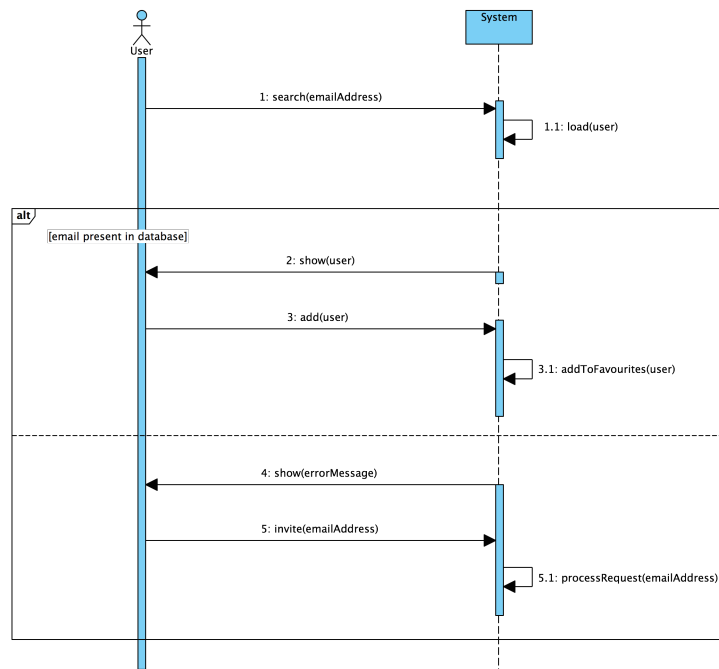 System
User
1: search(emailAddress)
1.1: load(user)
alt
[email present in database]
2: show(user)
3: add(user)
3.1: addToFavourites(user)
4: show(errorMessage)
5: invite(emailAddress)
5.1: processRequest(emailAddress)